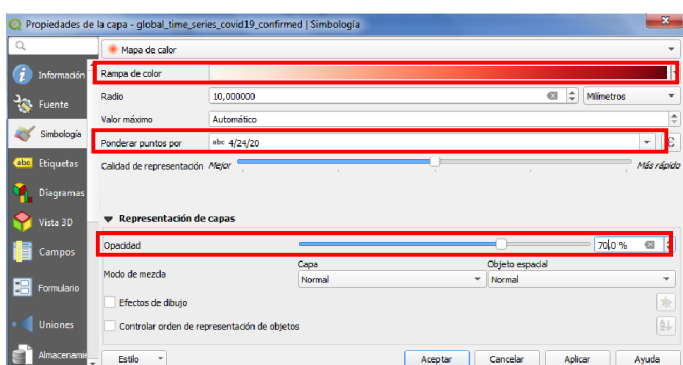 Propiedades de la capa - global_time_series_covid19_confirmed | Simbología
Mapa de calor
Información
Rampa de color
Fuente
Radio 10,000000 Milímetros
Valor máximo Automático
Simbología
Ponderar puntos por abc 4/24/20
abc Etiquetas
Calidad de representación Mejor Más rápido
Diagramas
Vista 3D
Representación de capas
Campos
Opacidad 70,0 %
Capa Objeto espacial
Modo de mezcla Normal Normal
Formulario
Efectos de dibujo
Uniones
Controlar orden de representación de objetos
Almacenamie
Estilo Aceptar Cancelar Aplicar Ayuda